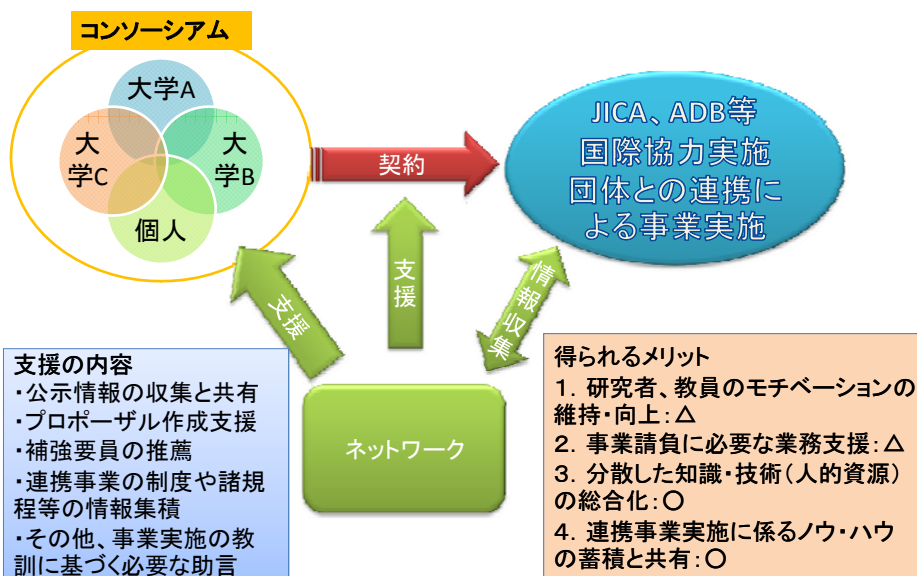 コンソーシアム
大学A
大
学C
大
学B
個人
契約
JICA、ADB等
国際協力実施
団体との連携に
よる事業実施
支援
支援
情報収集
ネットワーク
支援の内容
・公示情報の収集と共有
・プロポーザル作成支援
・補強要員の推薦
・連携事業の制度や諸規
程等の情報集積
・その他、事業実施の教
訓に基づく必要な助言
得られるメリット
1．研究者、教員のモチベーションの
維持・向上：△
2．事業請負に必要な業務支援：△
3．分散した知識・技術（人的資源）
の総合化：○
4．連携事業実施に係るノウ・ハウ
の蓄積と共有：○